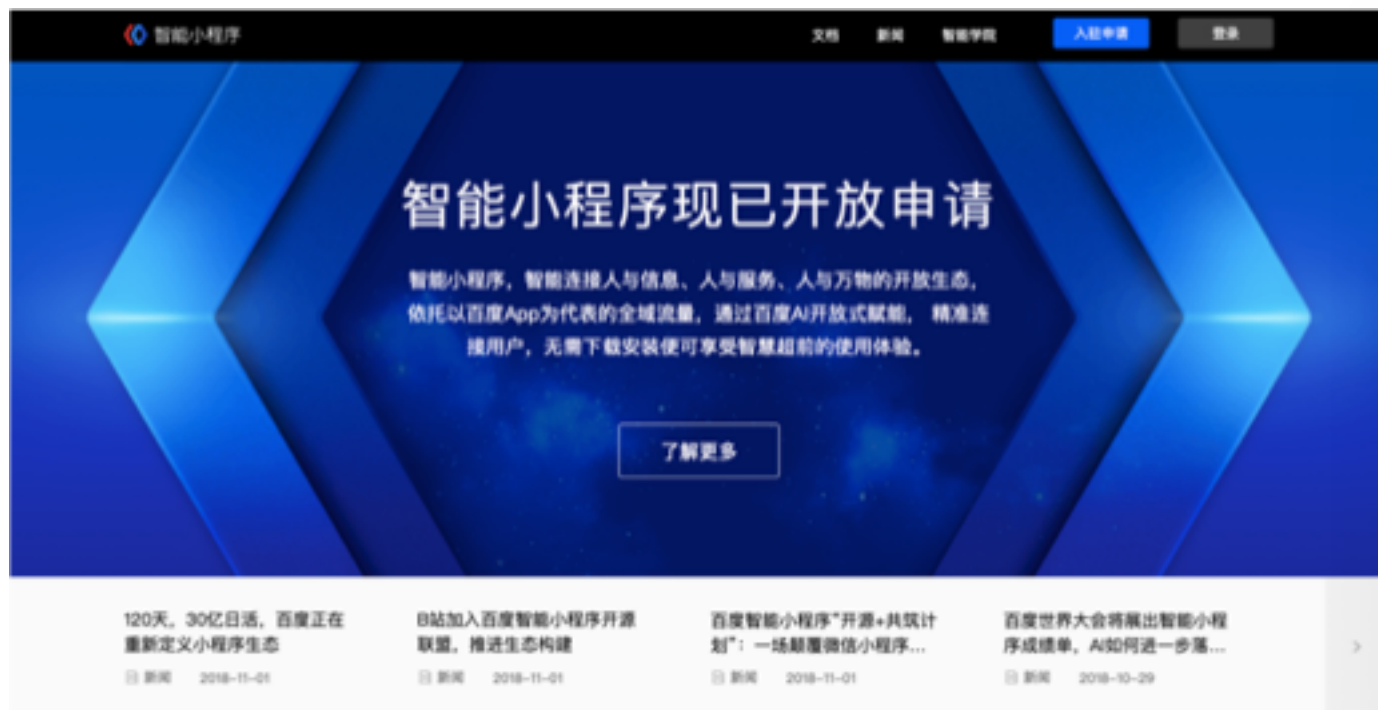 智能小程序
文档 新闻 智能学院 入驻申请 登录
智能小程序现已开放申请
智能小程序，智能连接人与信息、人与服务、人与万物的开放生态，
依托以百度App为代表的全域流量，通过百度AI开放式赋能， 精准连
接用户，无需下载安装便可享受智慧超前的使用体验。
了解更多
120天，30亿日活，百度正在
重新定义小程序生态
新闻 2018-11-01
B站加入百度智能小程序开源
联盟，推进生态构建
新闻 2018-11-01
百度智能小程序"开源+共筑计
划"：一场颠覆微信小程序...
新闻 2018-11-01
百度世界大会将展出智能小程
序成绩单，AI如何进一步落...
新闻 2018-10-29